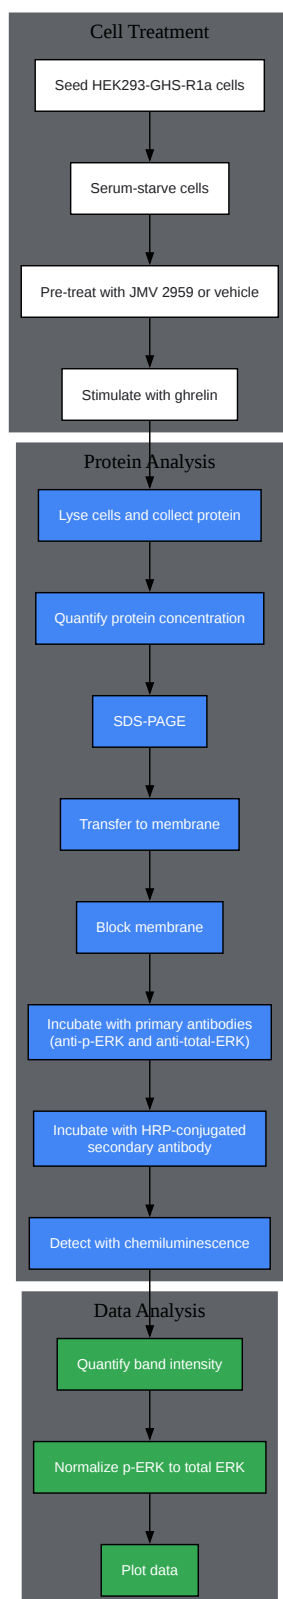 Cell Treatment
Seed HEK293-GHS-R1a cells
Serum-starve cells
Pre-treat with JMV 2959 or vehicle
Stimulate with ghrelin
Protein Analysis
Lyse cells and collect protein
Quantify protein concentration
SDS-PAGE
Transfer to membrane
Block membrane
Incubate with primary antibodies
(anti-p-ERK and anti-total-ERK)
Incubate with HRP-conjugated
secondary antibody
Detect with chemiluminescence
Data Analysis
Quantify band intensity
Normalize p-ERK to total ERK
Plot data